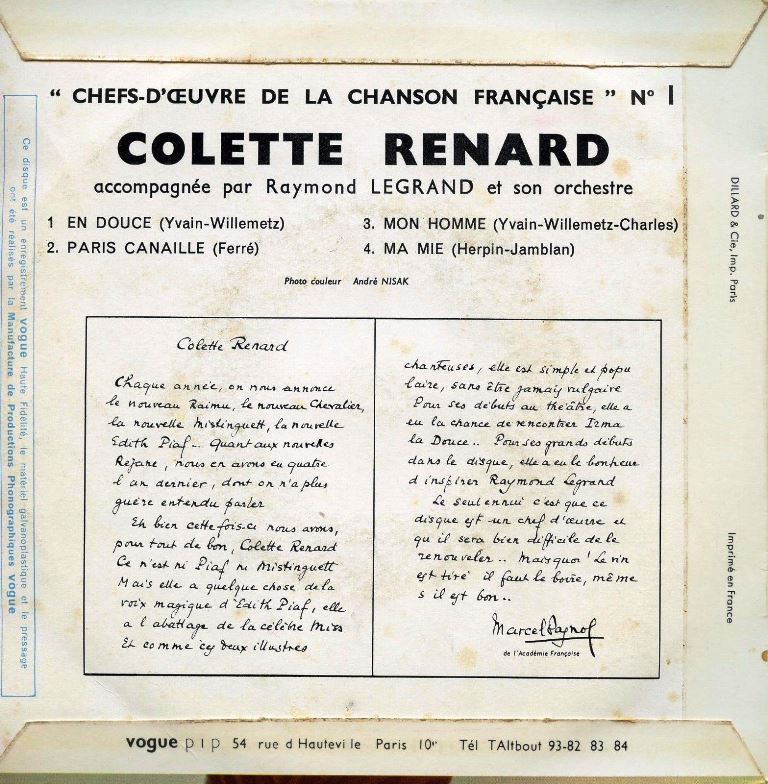 “ CHEFS-D’ŒUVRE DE LA CHANSON FRANÇAISE ” N° 1
COLETTE RENARD
accompagnée par Raymond LEGRAND et son orchestre
1 EN DOUCE (Yvain-Willemetz)
2. PARIS CANAILLE (Ferré)
3. MON HOMME (Yvain-Willemetz-Charles)
4. MA MIE (Herpin-Jamblan)
Photo couleur André NISAK
Colette Renard
Chaque année, on nous annonce
le nouveau Raimu, le nouveau Chevalier,
la nouvelle Mistinguett, la nouvelle
Edith Piaf... Quant aux nouvelles
Réjane, nous en avons eu quatre
l an dernier, dont on n'a plus
guère entendu parler
Eh bien cette fois-ci nous avons,
pour tout de bon, Colette Renard
Ce n'est ni Piaf ni Mistinguett
Mais elle a quelque chose de la
voix magique d'Edith Piaf, elle
a l abattage de la célèbre Miss
Et comme ces deux illustres
chanteuses, elle est simple et popu
laire, sans être jamais vulgaire
Pour ses débuts au théâtre, elle a
eu la chance de rencontrer Irma
la Douce.. Pour ses grands débuts
dans le disque, elle a eu le bonheur
d inspirer Raymond Legrand
Le seul ennui c'est que ce
disque est un chef d'œuvre et
qu il sera bien difficile de le
renouveler.. Mais quoi ! Le vin
est tiré il faut le boire, même
s il est bon..
Marcel Pagnol
de l'Académie Française
vogue p i p 54 rue d Hautevi le Paris 10e Tél TAltbout 93-82 83 84
Ce disque est un enregistrement vogue Haute Fidélité, le matériel galvanoplastique et le pressage
ont été réalisés par la Manufacture de Productions Phonographiques vogue
DILLARD & Cie, Imp. Paris
Imprimé en France